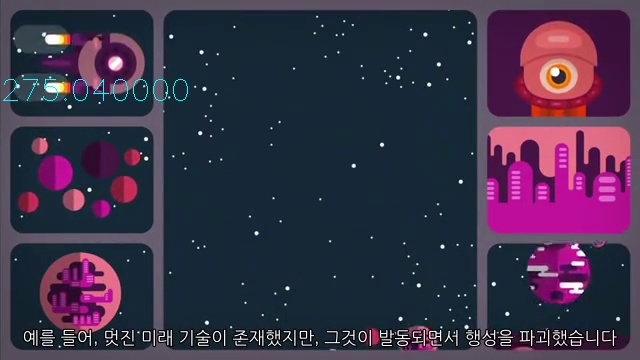 275.040000
예를 들어, 멋진 미래 기술이 존재했지만, 그것이 발동되면서 행성을 파괴했습니다